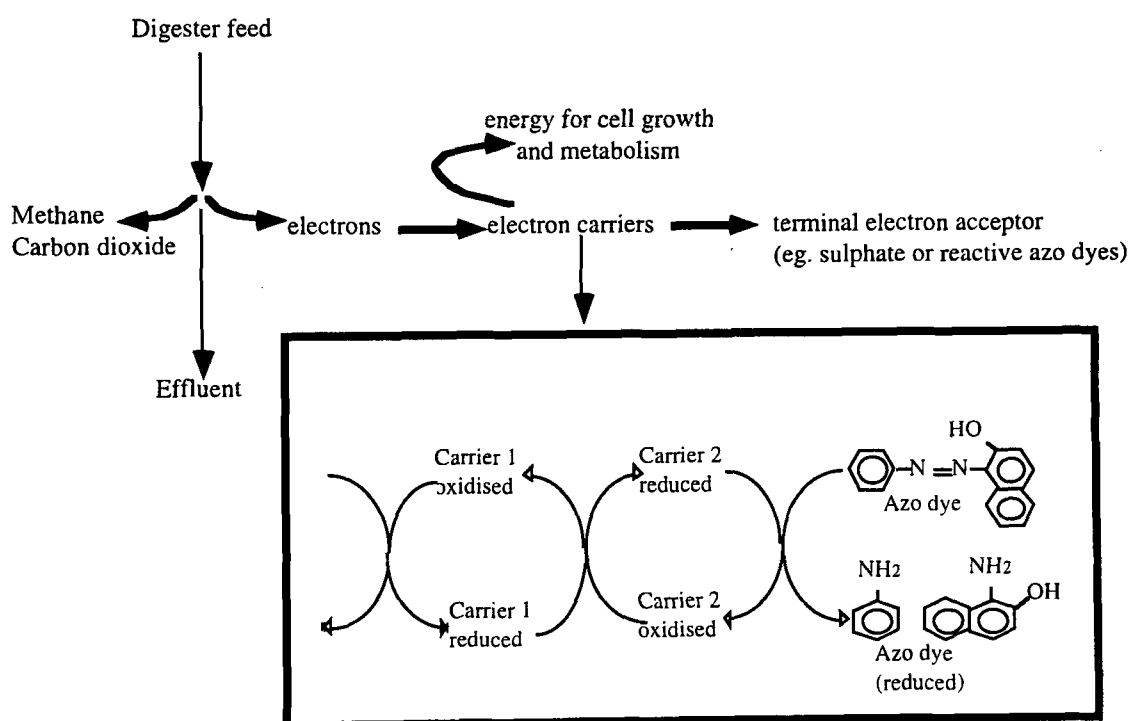 Digester feed
energy for cell growth
and metabolism
Methane
Carbon dioxide
electrons
electron carriers
terminal electron acceptor
(eg. sulphate or reactive azo dyes)
Effluent
Carrier 1
oxidised
Carrier 2
reduced
HO
N=N
Azo dye
Carrier 1
reduced
Carrier 2
oxidised
NH2
NH2
OH
Azo dye
(reduced)